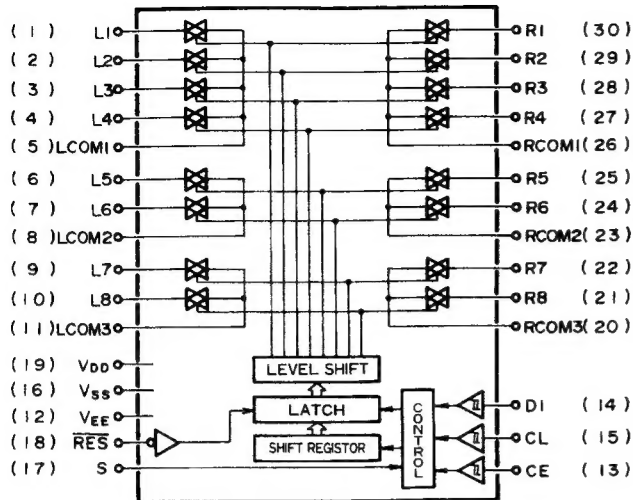 (1) L1 R1 (30)
(2) L2 R2 (29)
(3) L3 R3 (28)
(4) L4 R4 (27)
(5) LCOM1 RCOM1 (26)
(6) L5 R5 (25)
(7) L6 R6 (24)
(8) LCOM2 RCOM2 (23)
(9) L7 R7 (22)
(10) L8 R8 (21)
(11) LCOM3 RCOM3 (20)
(19) VDD LEVEL SHIFT
(16) VSS
(12) VEE LATCH CONTROL DI (14)
(18) RES SHIFT REGISTOR CL (15)
(17) S CE (13)